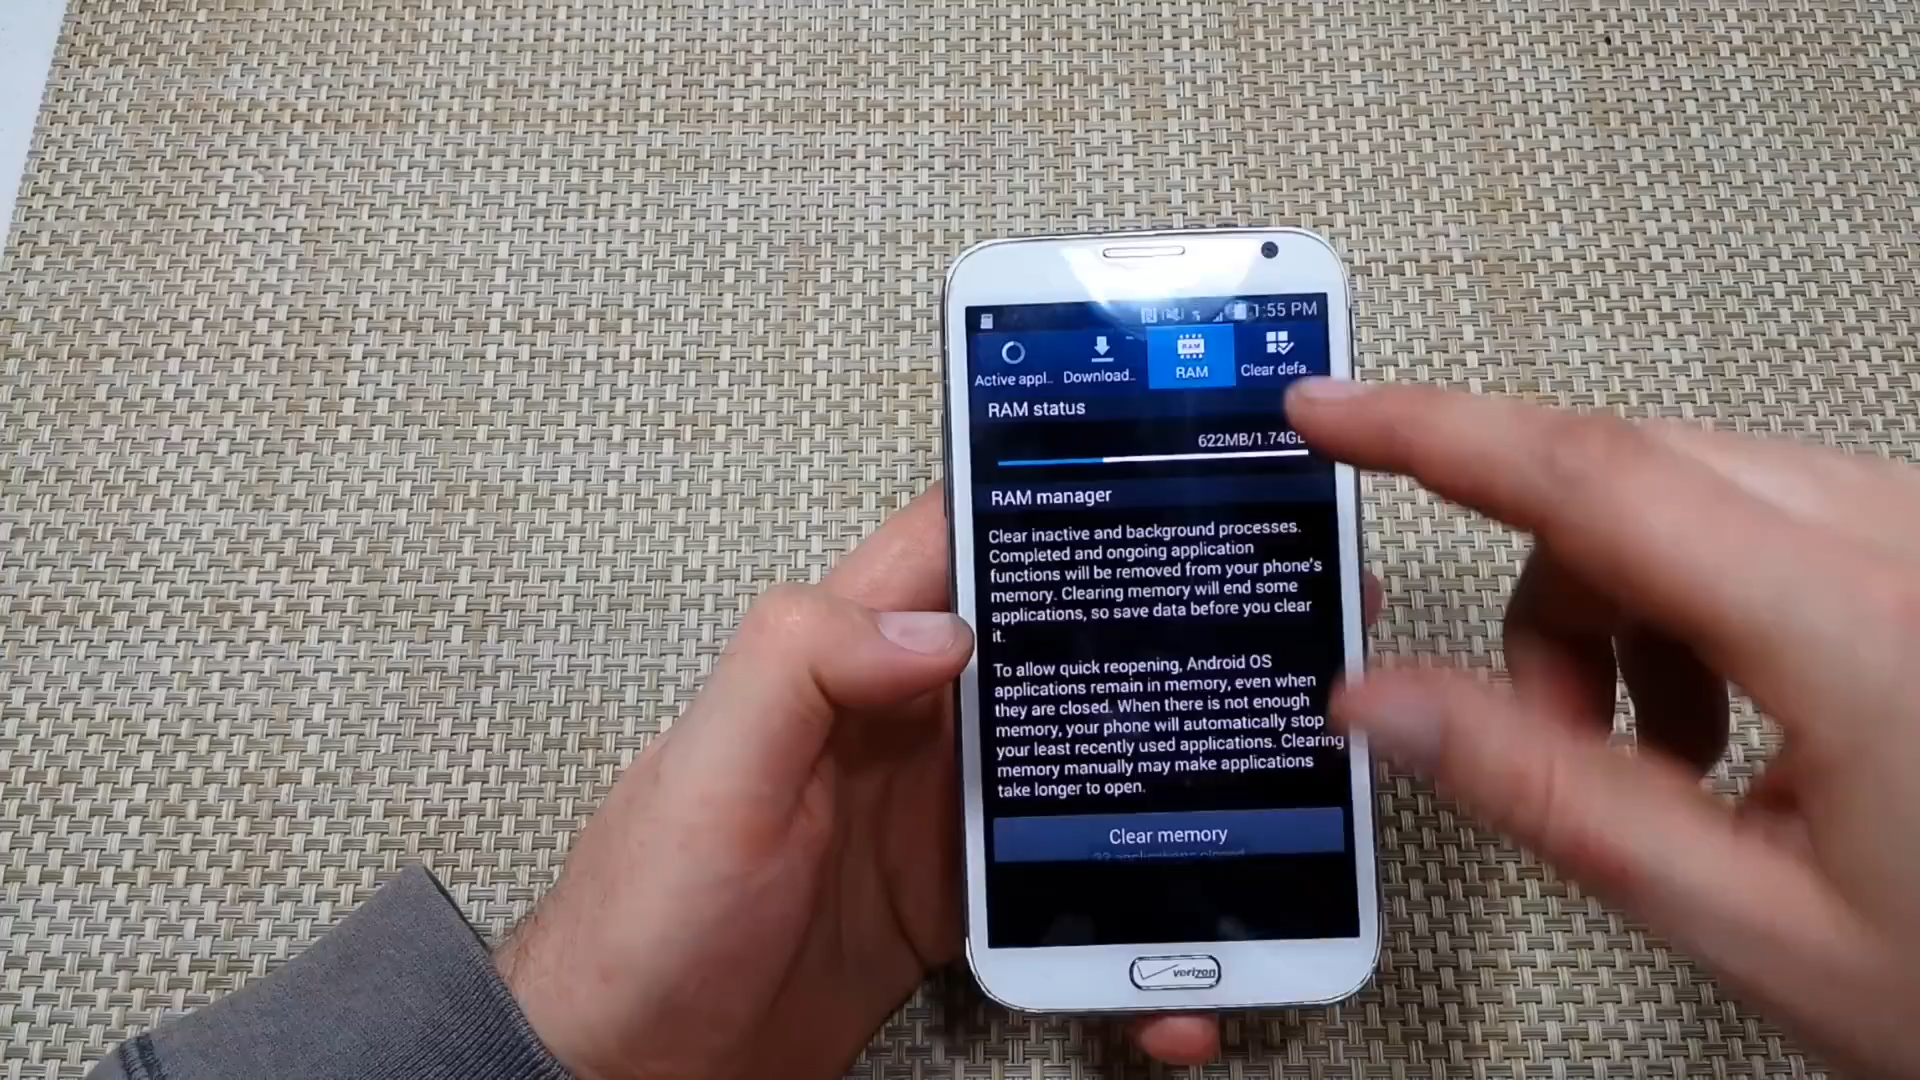 1:55 PM
Active appl..
Download..
RAM
RAM
Clear defa..
RAM status
622MB/1.74G
RAM manager
Clear inactive and background processes.
Completed and ongoing application
functions will be removed from your phone's
memory. Clearing memory will end some
applications, so save data before you clear
it.
To allow quick reopening, Android OS
applications remain in memory, even when
they are closed. When there is not enough
memory, your phone will automatically stop
your least recently used applications. Clearing
memory manually may make applications
take longer to open.
Clear memory
verizon